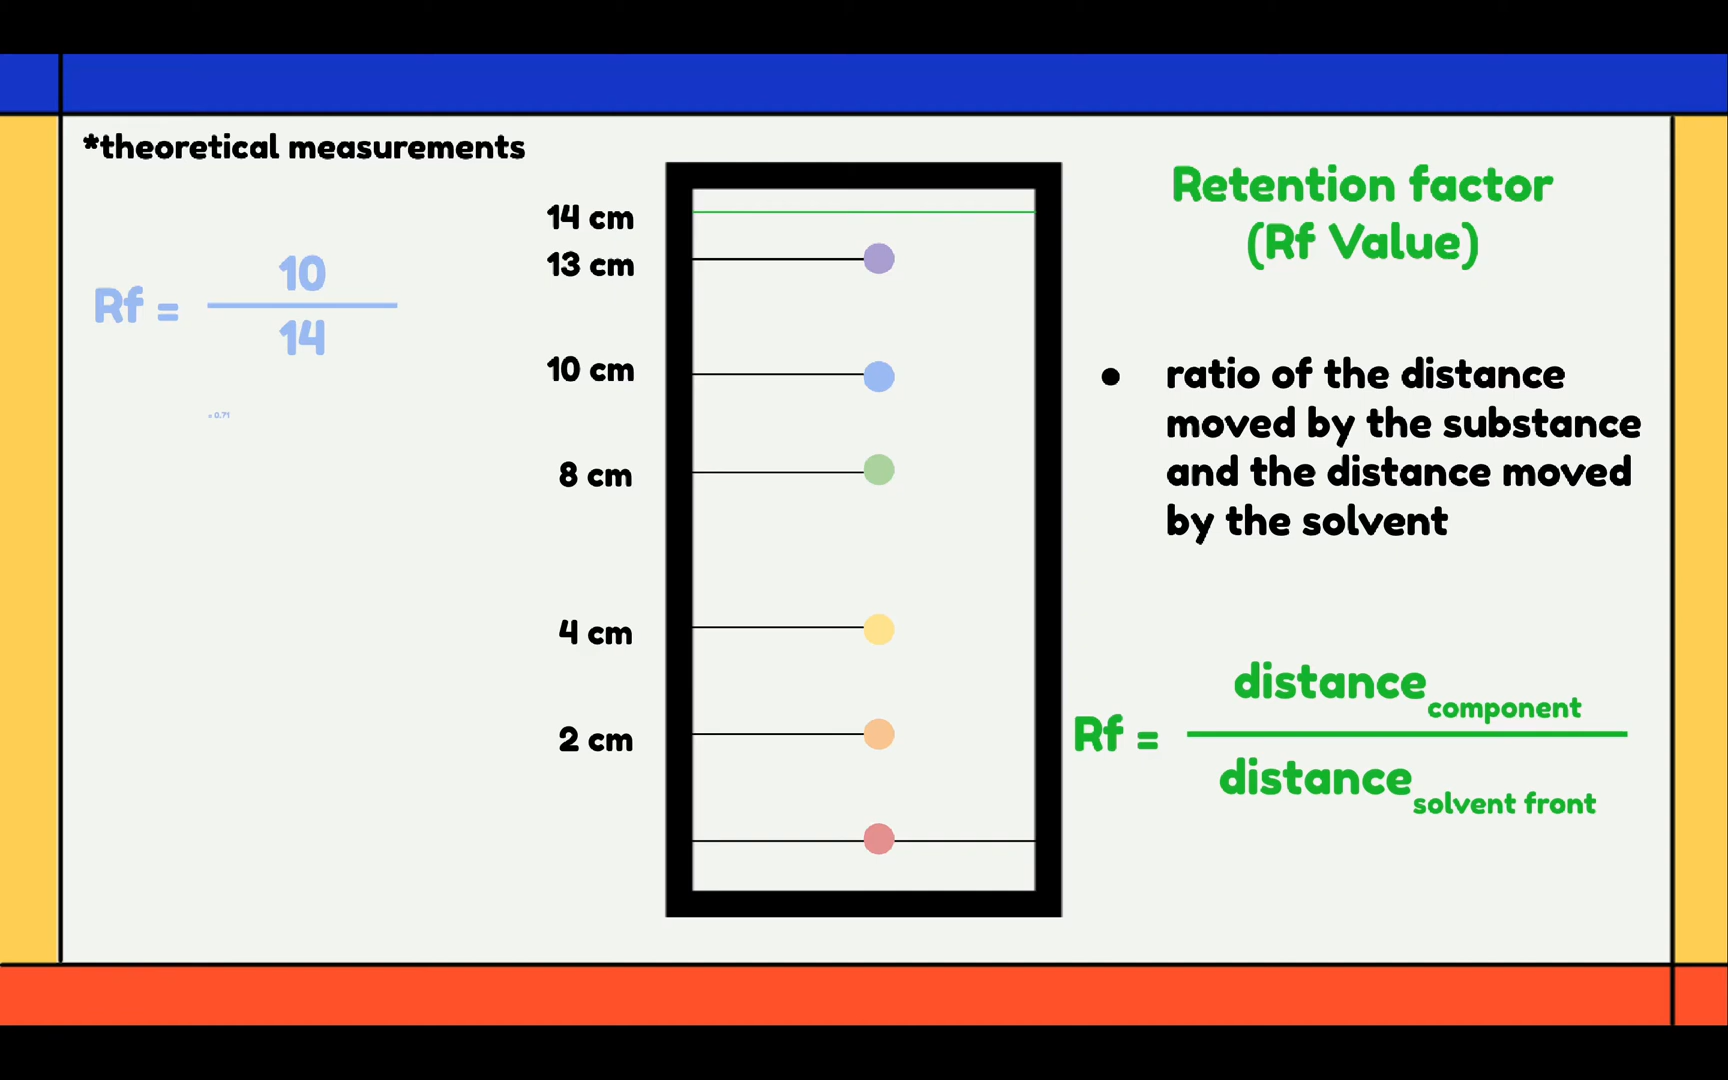 *theoretical measurements
Rf = 10
14
= 0.71
14 cm
13 cm
10 cm
8 cm
4 cm
2 cm
Retention factor
(Rf Value)
● ratio of the distance
moved by the substance
and the distance moved
by the solvent
Rf = distance component
distance solvent front